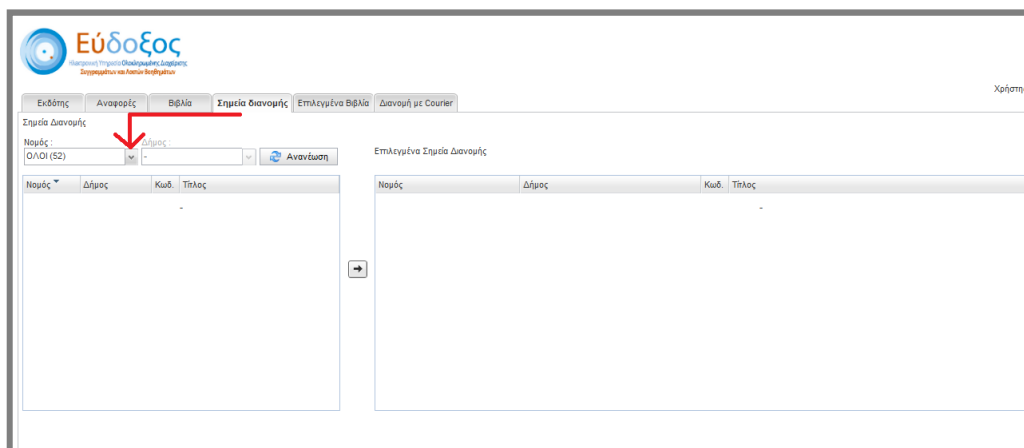 Εύδοξος
Ηλεκτρονική Υπηρεσία Ολοκληρωμένης Διαχείρισης
Συγγραμμάτων και Λοιπών Βοηθημάτων
Χρήστης
Εκδότης Αναφορές Βιβλία Σημεία διανομής Επιλεγμένα Βιβλία Διανομή με Courier
Σημεία Διανομής
Νομός : Δήμος :
ΟΛΟΙ (52) - Ανανέωση
Επιλεγμένα Σημεία Διανομής
Νομός Δήμος Κωδ. Τίτλος
-
Νομός Δήμος Κωδ. Τίτλος
-